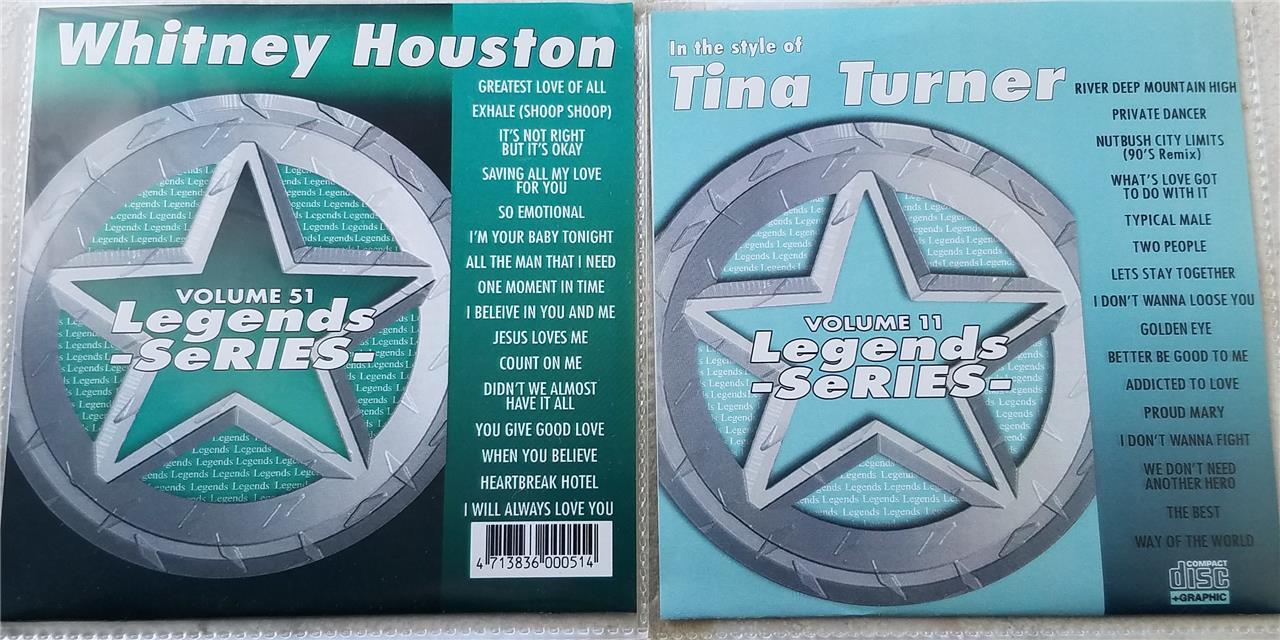 Whitney Houston
GREATEST LOVE OF ALL
EXHALE (SHOOP SHOOP)
IT'S NOT RIGHT
BUT IT'S OKAY
SAVING ALL MY LOVE
FOR YOU
SO EMOTIONAL
I'M YOUR BABY TONIGHT
ALL THE MAN THAT I NEED
ONE MOMENT IN TIME
I BELEIVE IN YOU AND ME
JESUS LOVES ME
COUNT ON ME
DIDN'T WE ALMOST
HAVE IT ALL
YOU GIVE GOOD LOVE
WHEN YOU BELIEVE
HEARTBREAK HOTEL
I WILL ALWAYS LOVE YOU
4 713836 000514
VOLUME 51
Legends
-SeRIES-
In the style of
Tina Turner
RIVER DEEP MOUNTAIN HIGH
PRIVATE DANCER
NUTBUSH CITY LIMITS
(90'S Remix)
WHAT'S LOVE GOT
TO DO WITH IT
TYPICAL MALE
TWO PEOPLE
LETS STAY TOGETHER
I DON'T WANNA LOOSE YOU
GOLDEN EYE
BETTER BE GOOD TO ME
ADDICTED TO LOVE
PROUD MARY
I DON'T WANNA FIGHT
WE DON'T NEED
ANOTHER HERO
THE BEST
WAY OF THE WORLD
VOLUME 11
Legends
-SeRIES-
COMPACT
disc
+GRAPHIC